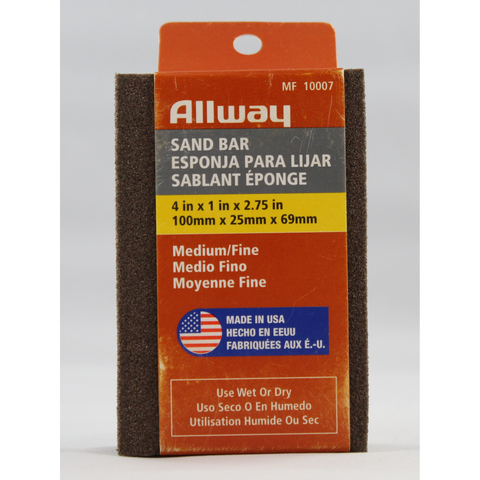 MF 10007
Allway
SAND BAR
ESPONJA PARA LIJAR
SABLANT ÉPONGE
4 in x 1 in x 2.75 in
100mm x 25mm x 69mm
Medium/Fine
Medio Fino
Moyenne Fine
MADE IN USA
HECHO EN EEUU
FABRIQUÉES AUX É.-U.
Use Wet Or Dry
Uso Seco O En Humedo
Utilisation Humide Ou Sec